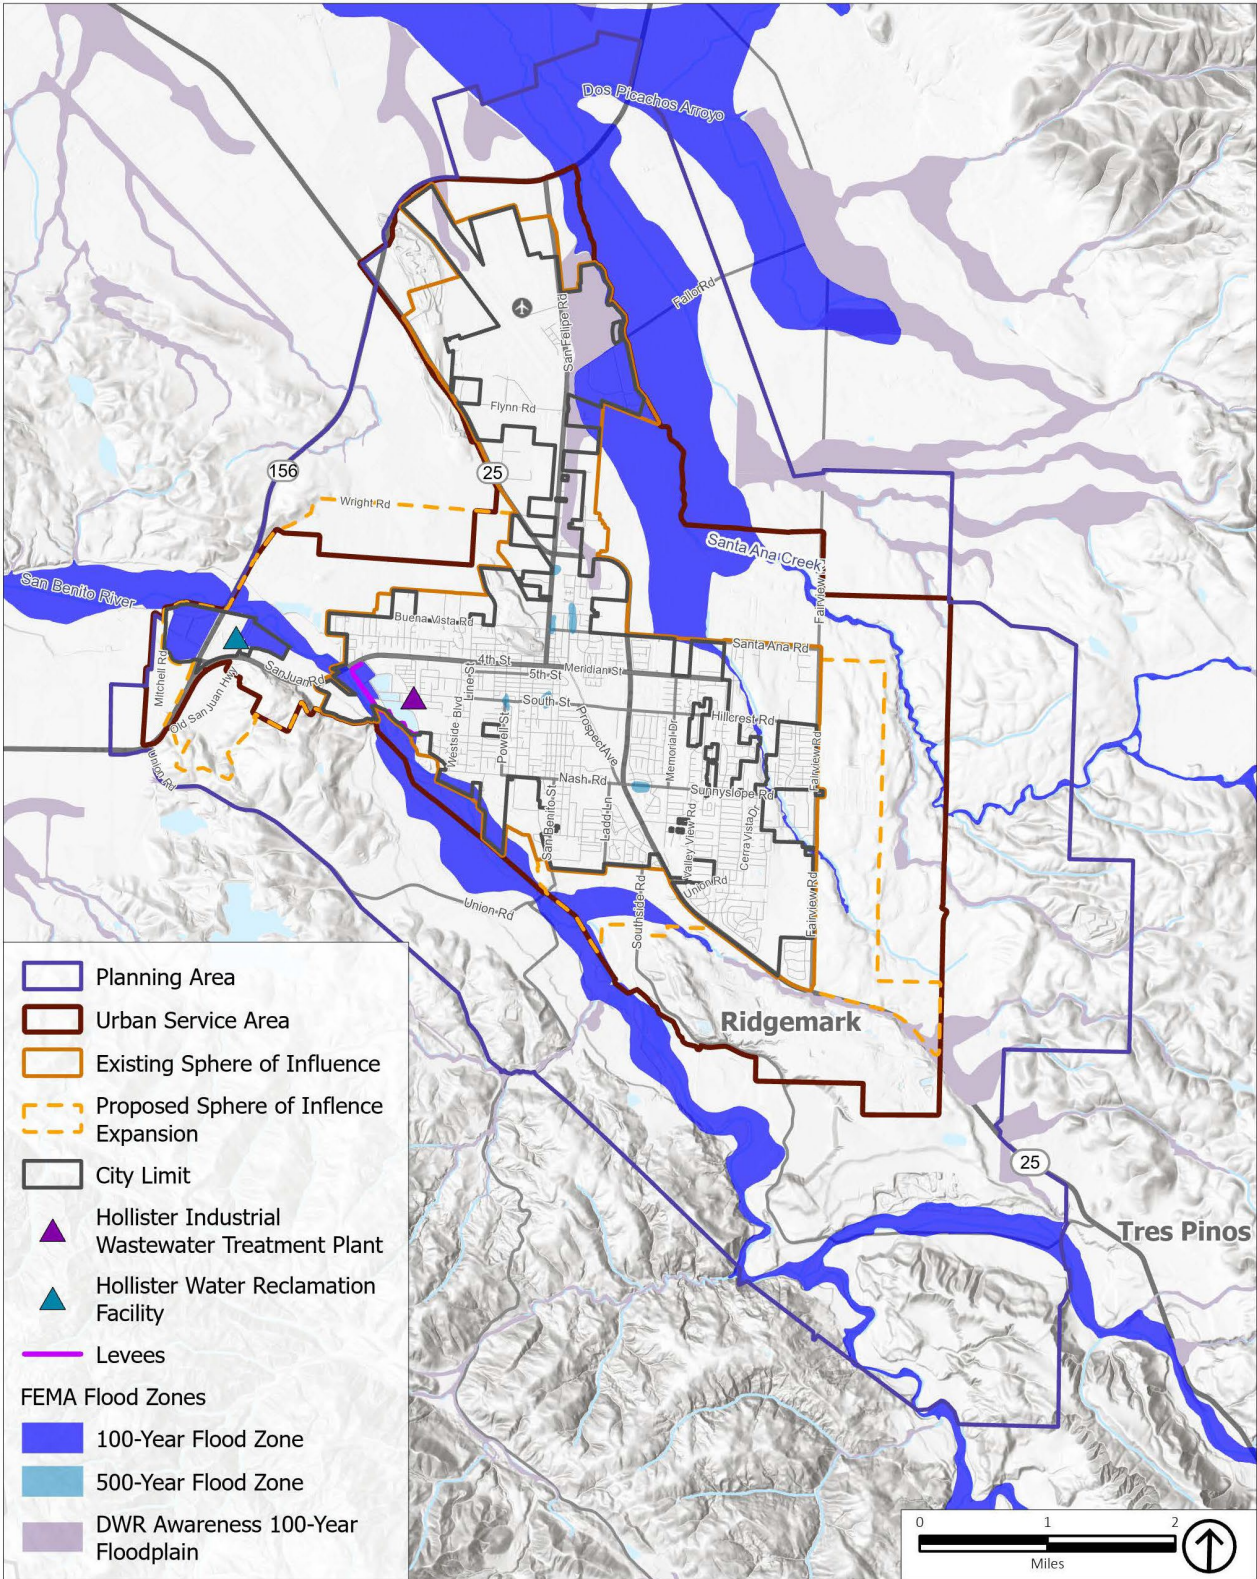 Dos Picachos Arroyo
Fallo Rd
San Felipe Rd
Flynn Rd
156
25
Wright Rd
Santa Ana Creek
Fairview R
San Benito River
Buena Vista Rd
Santa Ana Rd
4th St
Meridian St
5th St
Line St
San Juan Rd
Mitchell Rd
Old San Juan Hwy
South St
Westside Blvd
Powell St
Prospect Ave
Memorial Dr
Hillcrest Rd
Fairview Rd
Union Rd
Nash Rd
Sunnyslope Rd
San Benito St
Ladd Ln
Valley View Rd
Cerra Vista Dr
Union Rd
Union Rd
Southside Rd
Fairview Rd
Ridgemark
25
Tres Pinos
Planning Area
Urban Service Area
Existing Sphere of Influence
Proposed Sphere of Inflence
Expansion
City Limit
Hollister Industrial
Wastewater Treatment Plant
Hollister Water Reclamation
Facility
Levees
FEMA Flood Zones
100-Year Flood Zone
500-Year Flood Zone
DWR Awareness 100-Year
Floodplain
0 1 2
Miles